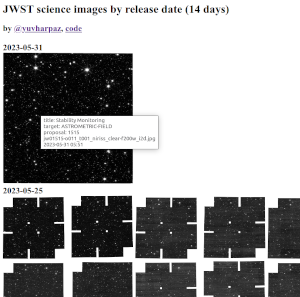 JWST science images by release date (14 days)
by @yuvharpaz, code
2023-05-31
title: Stability Monitoring
target: ASTROMETRIC-FIELD
proposal: 1515
jw01515-o011_t001_niriss_clear-f200w_i2d.jpg
2023-05-31 05:51
2023-05-25